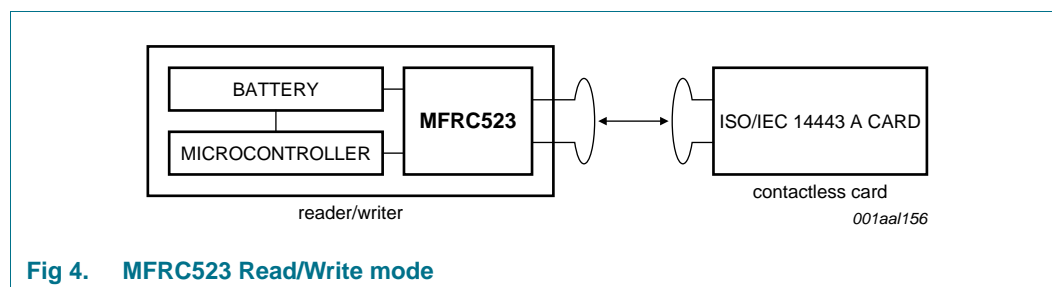 BATTERY
MICROCONTROLLER
MFRC523
reader/writer
ISO/IEC 14443 A CARD
contactless card
001aal156
Fig 4. MFRC523 Read/Write mode